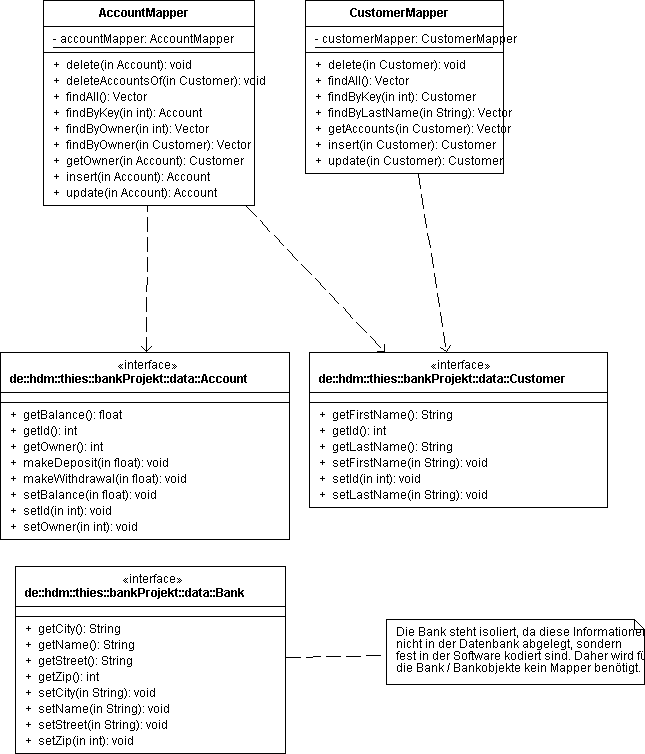 AccountMapper
- accountMapper: AccountMapper
+ delete(in Account): void
+ deleteAccountsOf(in Customer): void
+ findAll(): Vector
+ findByKey(in int): Account
+ findByOwner(in int): Vector
+ findByOwner(in Customer): Vector
+ getOwner(in Account): Customer
+ insert(in Account): Account
+ update(in Account): Account
CustomerMapper
- customerMapper: CustomerMapper
+ delete(in Customer): void
+ findAll(): Vector
+ findByKey(in int): Customer
+ findByLastName(in String): Vector
+ getAccounts(in Customer): Vector
+ insert(in Customer): Customer
+ update(in Customer): Customer
«interface»
de::hdm::thies::bankProjekt::data::Account
+ getBalance(): float
+ getId(): int
+ getOwner(): int
+ makeDeposit(in float): void
+ makeWithdrawal(in float): void
+ setBalance(in float): void
+ setId(in int): void
+ setOwner(in int): void
«interface»
de::hdm::thies::bankProjekt::data::Customer
+ getFirstName(): String
+ getId(): int
+ getLastName(): String
+ setFirstName(in String): void
+ setId(in int): void
+ setLastName(in String): void
«interface»
de::hdm::thies::bankProjekt::data::Bank
+ getCity(): String
+ getName(): String
+ getStreet(): String
+ getZip(): int
+ setCity(in String): void
+ setName(in String): void
+ setStreet(in String): void
+ setZip(in int): void
Die Bank steht isoliert, da diese Informationen
nicht in der Datenbank abgelegt, sondern
fest in der Software kodiert sind. Daher wird fü
die Bank / Bankobjekte kein Mapper benötigt.